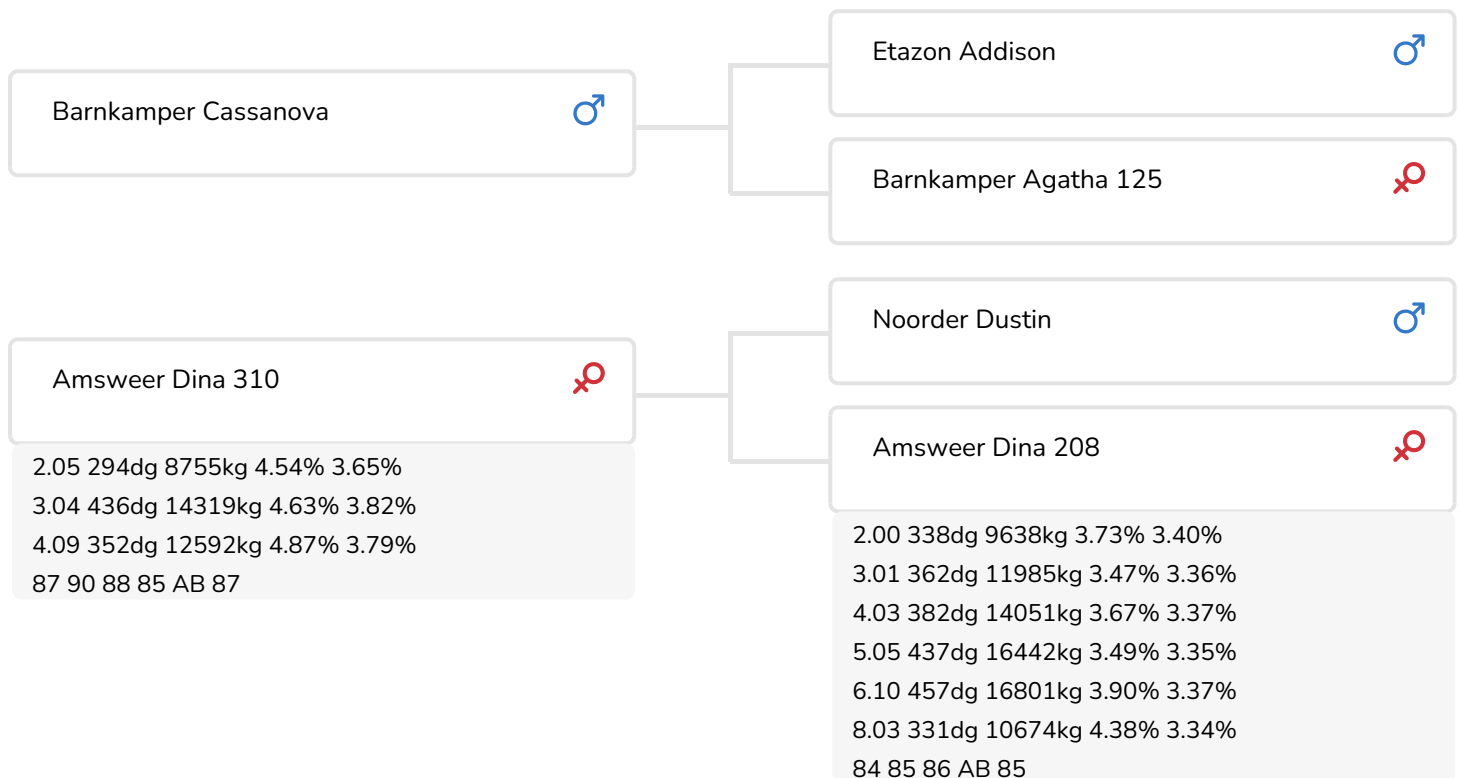 Barnkamper Cassanova
Etazon Addison
Barnkamper Agatha 125
Amsweer Dina 310
2.05 294dg 8755kg 4.54% 3.65%
3.04 436dg 14319kg 4.63% 3.82%
4.09 352dg 12592kg 4.87% 3.79%
87 90 88 85 AB 87
Noorder Dustin
Amsweer Dina 208
2.00 338dg 9638kg 3.73% 3.40%
3.01 362dg 11985kg 3.47% 3.36%
4.03 382dg 14051kg 3.67% 3.37%
5.05 437dg 16442kg 3.49% 3.35%
6.10 457dg 16801kg 3.90% 3.37%
8.03 331dg 10674kg 4.38% 3.34%
84 85 86 AB 85